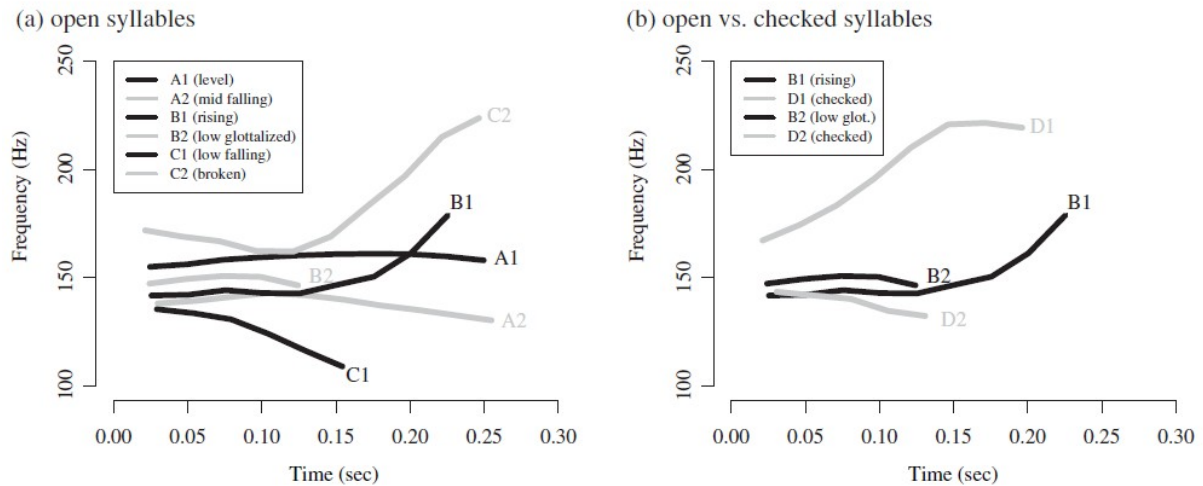 (a) open syllables
250
200
150
100
Frequency (Hz)
A1 (level)
A2 (mid falling)
B1 (rising)
B2 (low glottalized)
C1 (low falling)
C2 (broken)
C2
B1
A1
B2
A2
C1
0.00 0.05 0.10 0.15 0.20 0.25 0.30
Time (sec)
(b) open vs. checked syllables
250
200
150
100
Frequency (Hz)
B1 (rising)
D1 (checked)
B2 (low glot.)
D2 (checked)
D1
B1
B2
D2
0.00 0.05 0.10 0.15 0.20 0.25 0.30
Time (sec)